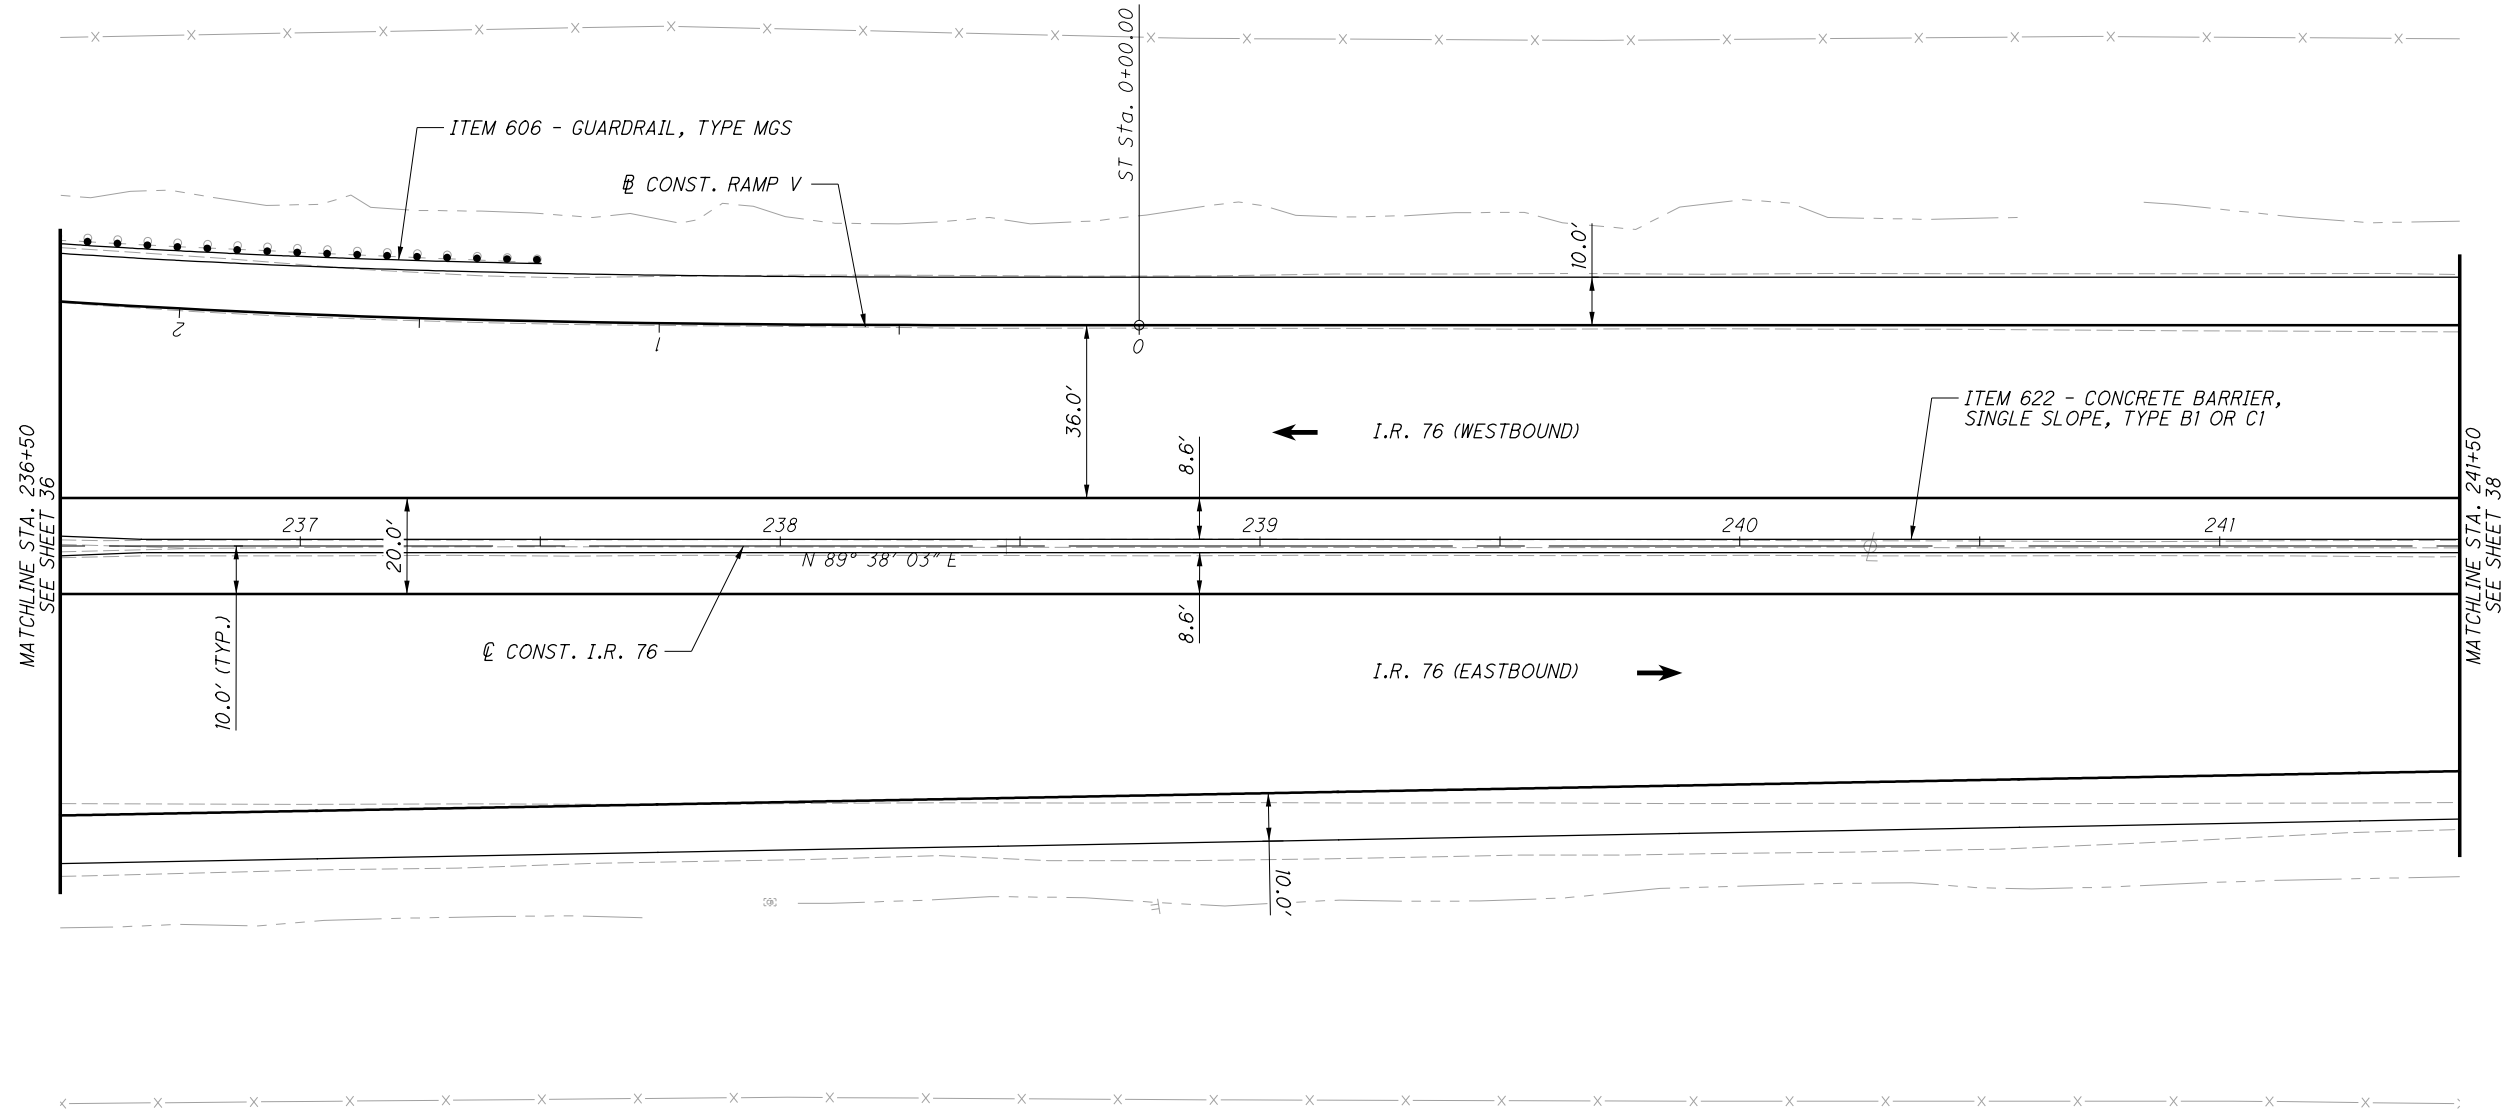 ST Sta. 0+00.00
ITEM 606 - GUARDRAIL, TYPE MGS
BL CONST. RAMP V
10.0'
2
1
0
36.0'
ITEM 622 - CONCRETE BARRIER,
SINGLE SLOPE, TYPE B1 OR C1
I.R. 76 (WESTBOUND)
8.6'
MATCHLINE STA. 236+50
SEE SHEET 36
MATCHLINE STA. 241+50
SEE SHEET 38
237
238
239
240
241
20.0'
N 89° 38' 03" E
8.6'
10.0' (TYP.)
CL CONST. I.R. 76
I.R. 76 (EASTBOUND)
10.0'